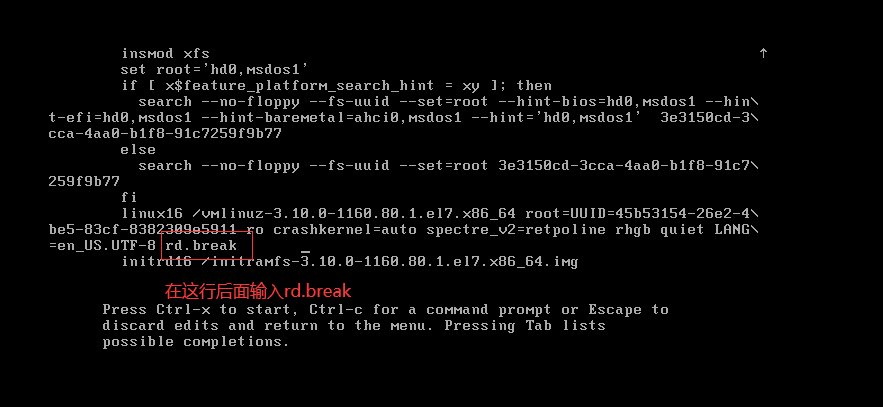 insmod xfs ↑
set root='hd0,msdos1'
if [ x$feature_platform_search_hint = xy ]; then
search --no-floppy --fs-uuid --set=root --hint-bios=hd0,msdos1 --hin\
t-efi=hd0,msdos1 --hint-baremetal=ahci0,msdos1 --hint='hd0,msdos1'  3e3150cd-3\
cca-4aa0-b1f8-91c7259f9b77
else
search --no-floppy --fs-uuid --set=root 3e3150cd-3cca-4aa0-b1f8-91c7\
259f9b77
fi
linux16 /vmlinuz-3.10.0-1160.80.1.el7.x86_64 root=UUID=45b53154-26e2-4\
be5-83cf-8382309e5911 ro crashkernel=auto spectre_v2=retpoline rhgb quiet LANG\
=en_US.UTF-8 rd.break
initrd16 /initramfs-3.10.0-1160.80.1.el7.x86_64.img
在这行后面输入rd.break
Press Ctrl-x to start, Ctrl-c for a command prompt or Escape to
discard edits and return to the menu. Pressing Tab lists
possible completions.